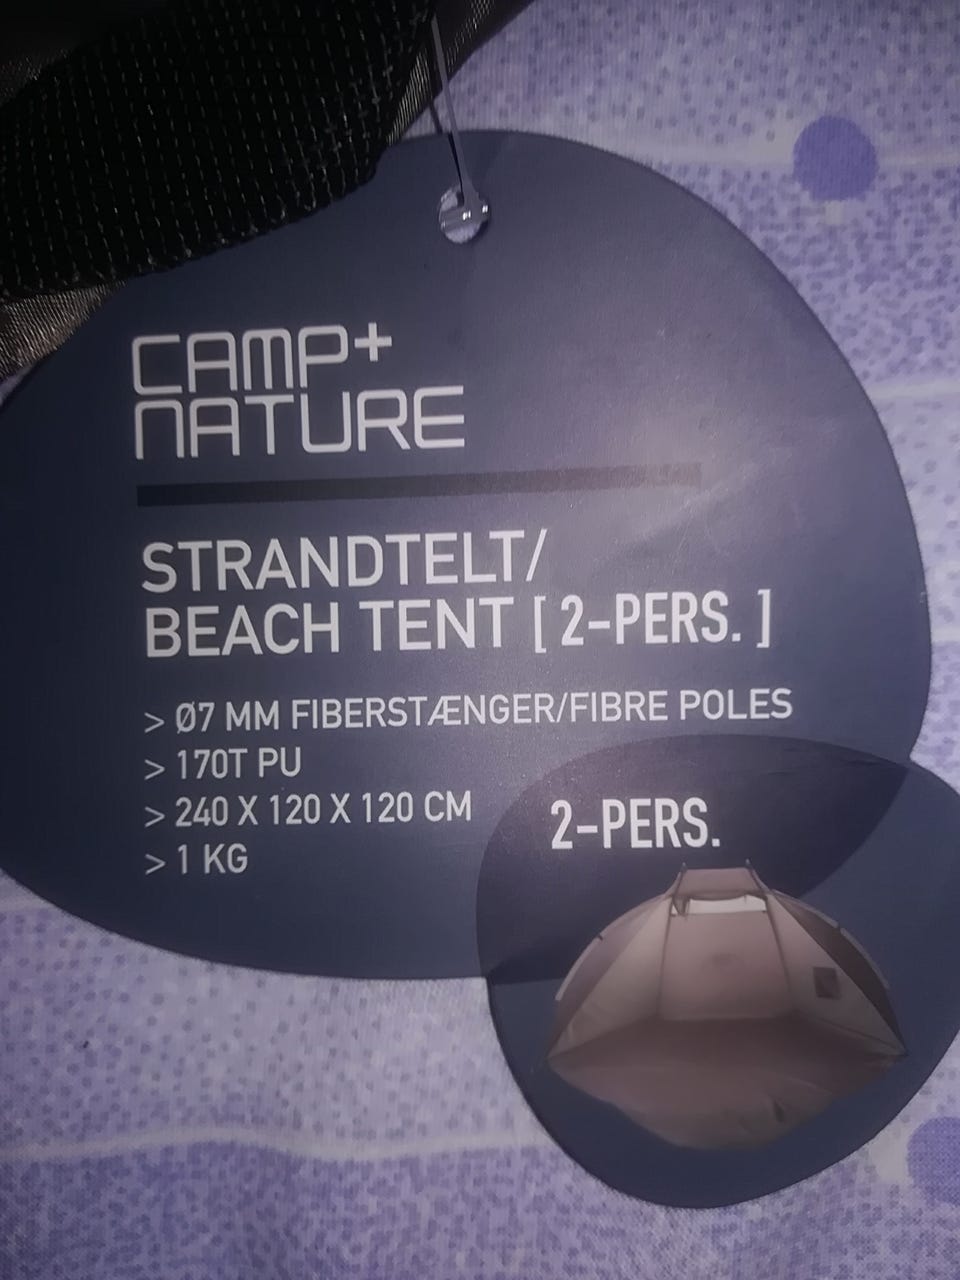 CAMP+
NATURE
STRANDTELT/
BEACH TENT [ 2-PERS. ]
> Ø7 MM FIBERSTÆNGER/FIBRE POLES
> 170T PU
> 240 X 120 X 120 CM
> 1 KG
2-PERS.